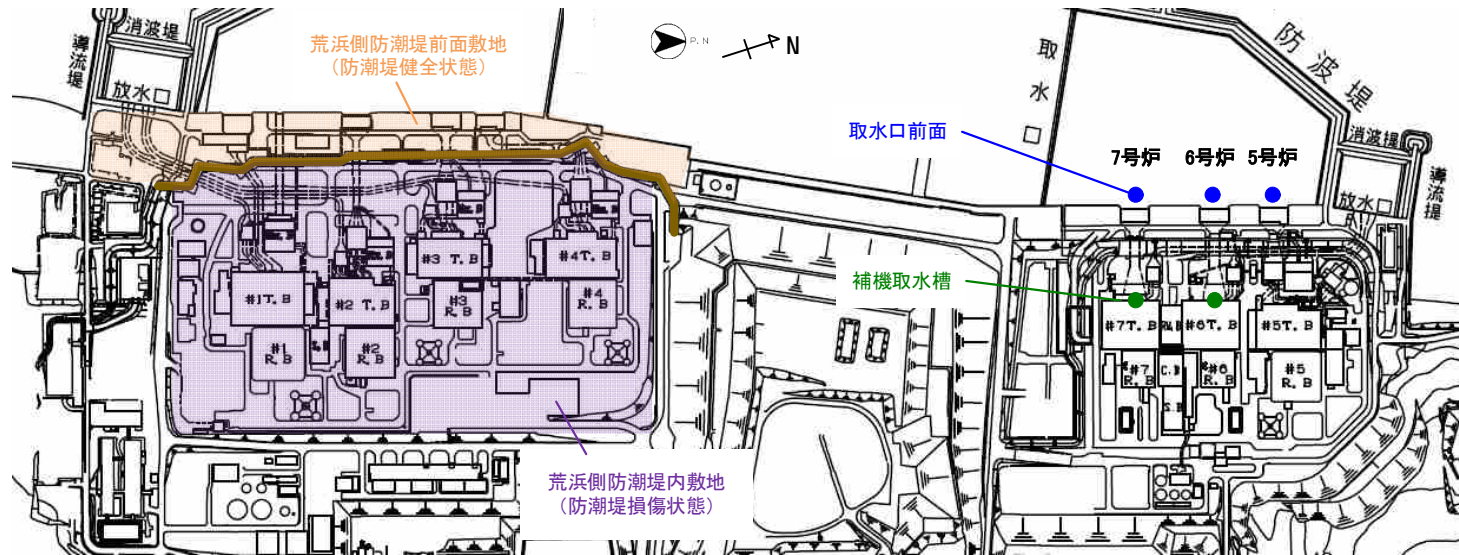 消波堤
導流堤
放水口
荒浜側防潮堤前面敷地
(防潮堤健全状態)
P.N
N
取水
防波堤
取水口前面
7号炉
6号炉
5号炉
消波堤
導流堤
放水口
補機取水槽
#1T.B
#2 T.B
#3 T.B
#4T.B
#1
R.B
#2
R.B
#3
R.B
#4
R.B
#7T.B
#6T.B
#5T.B
#7
R.B
C.B
S.B
#6
R.B
#5
R.B
荒浜側防潮堤内敷地
(防潮堤損傷状態)